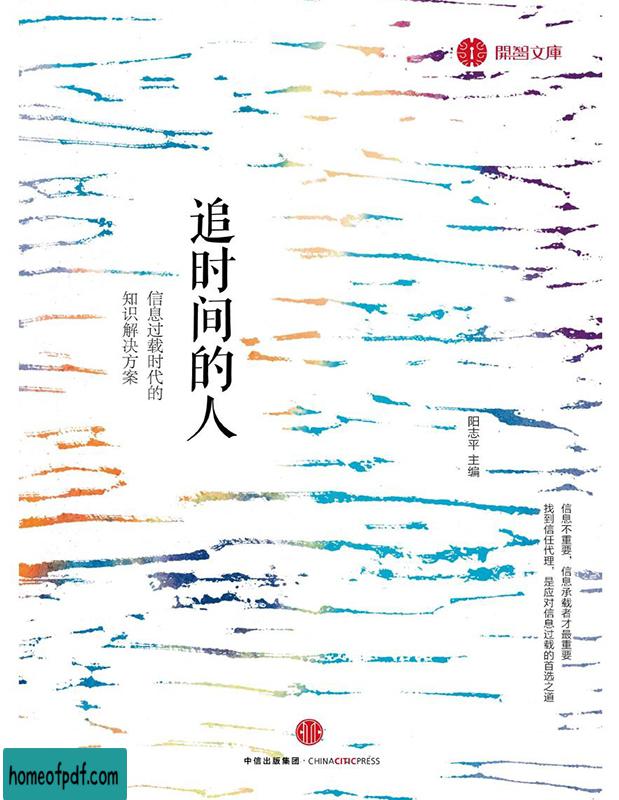 開智文庫
追时间的人
信息过载时代的
知识解决方案
阳志平 主编
信息不重要，信息承载者才最重要
找到信任代理，是应对信息过载的首选之道
中信出版集团·CHINACITICPRESS
homeofpdf.com